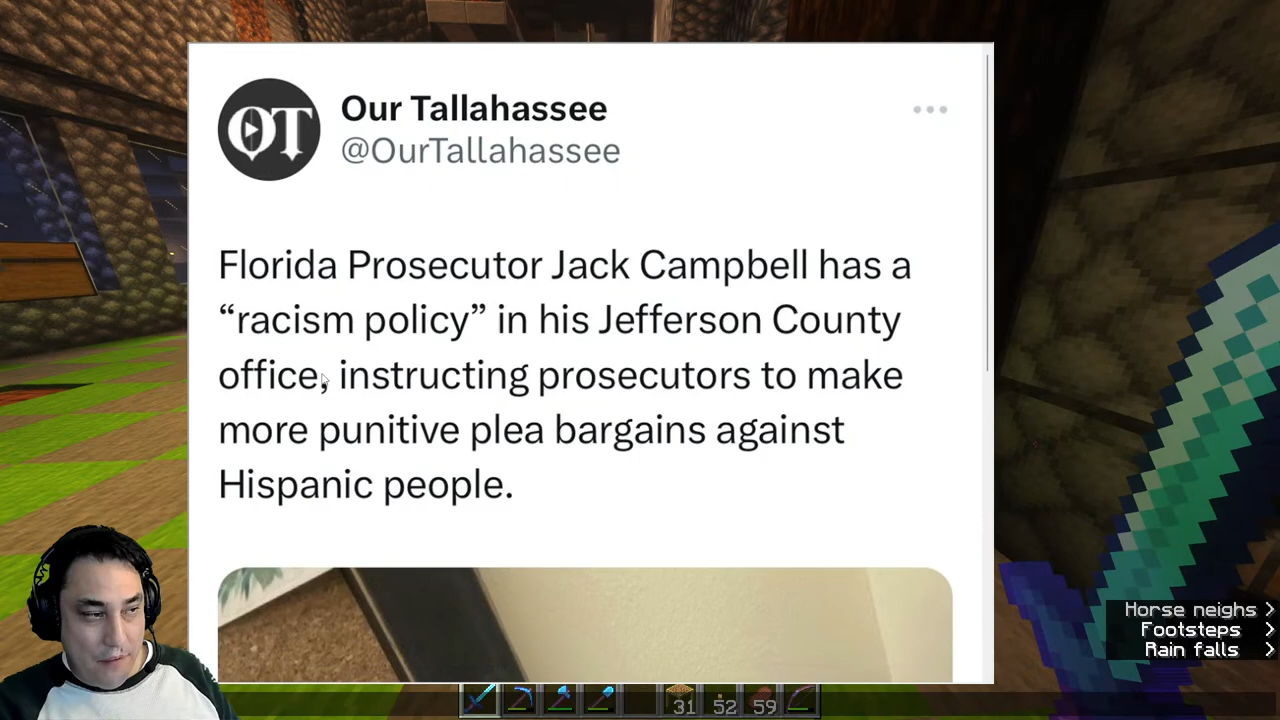 OT
Our Tallahassee
@OurTallahassee
Florida Prosecutor Jack Campbell has a
“racism policy” in his Jefferson County
office, instructing prosecutors to make
more punitive plea bargains against
Hispanic people.
Horse neighs >
Footsteps >
Rain falls >
31 52 59